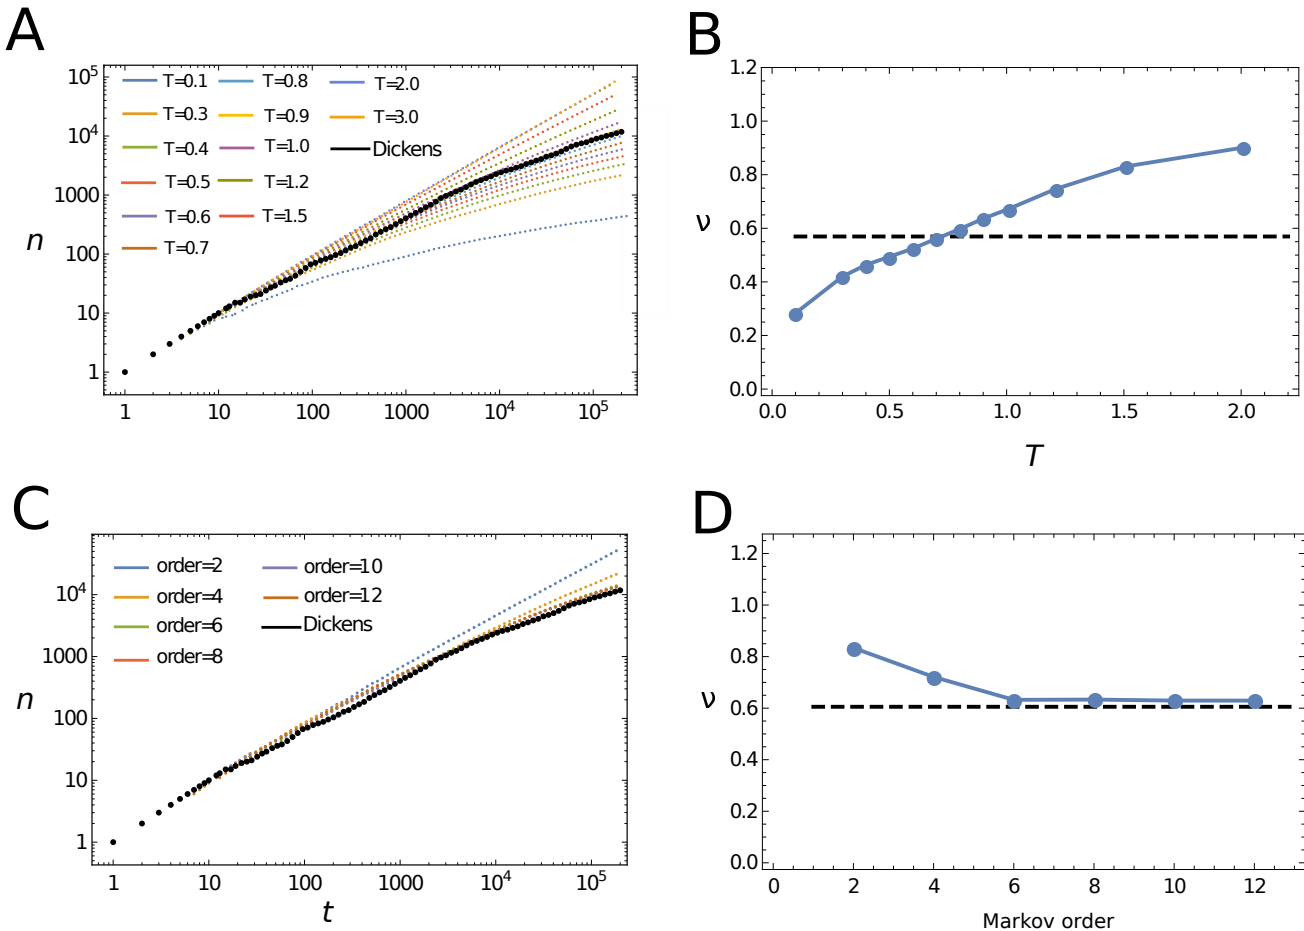 A
T=0.1 T=0.8 T=2.0
T=0.3 T=0.9 T=3.0
T=0.4 T=1.0 Dickens
T=0.5 T=1.2
T=0.6 T=1.5
T=0.7
n
10^5
10^4
1000
100
10
1
1 10 100 1000 10^4 10^5
B
1.2
1.0
0.8
0.6
0.4
0.2
0.0
ν
0.0 0.5 1.0 1.5 2.0
T
C
order=2 order=10
order=4 order=12
order=6 Dickens
order=8
n
10^4
1000
100
10
1
1 10 100 1000 10^4 10^5
t
D
1.2
1.0
0.8
0.6
0.4
0.2
0.0
ν
0 2 4 6 8 10 12
Markov order